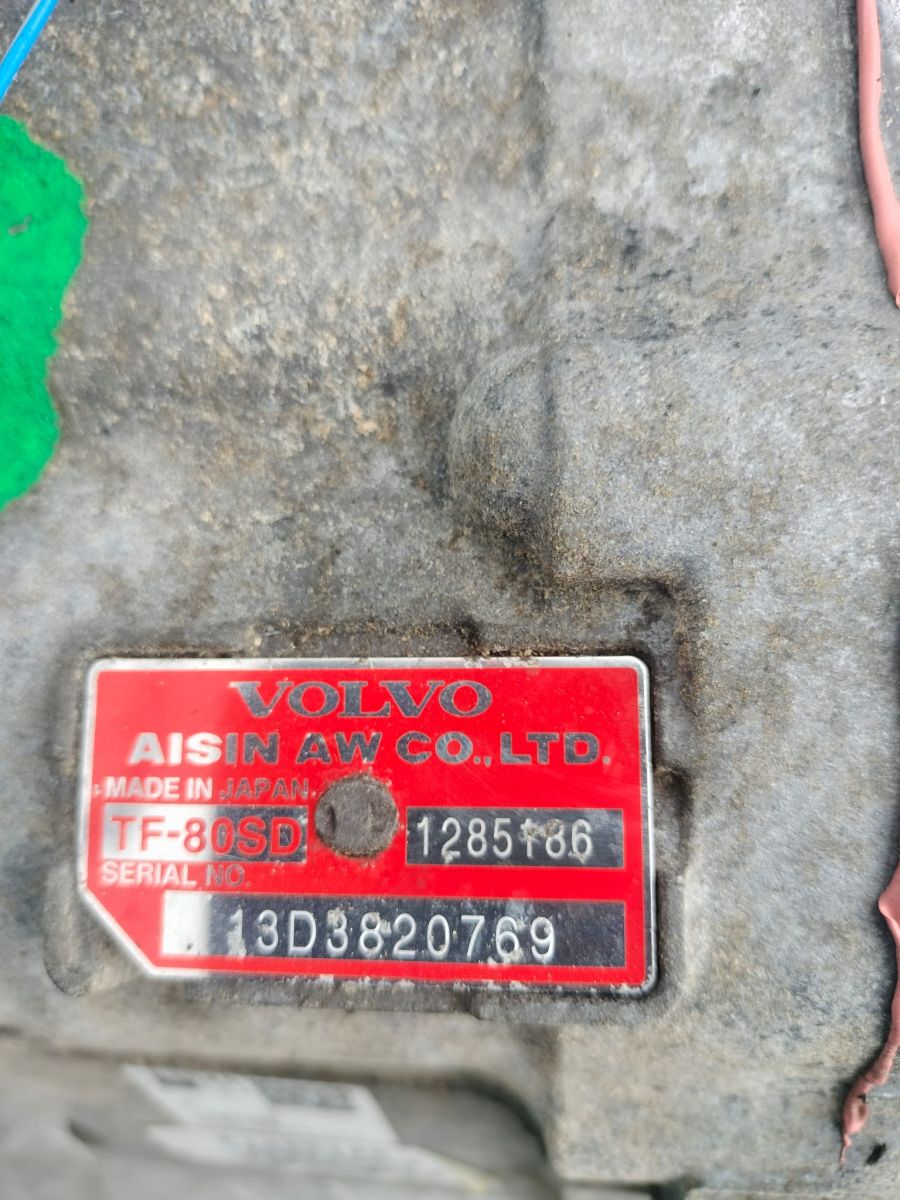 VOLVO
AISIN AW CO., LTD.
MADE IN JAPAN.
TF-80SD 1285186
SERIAL NO.
13D3820769